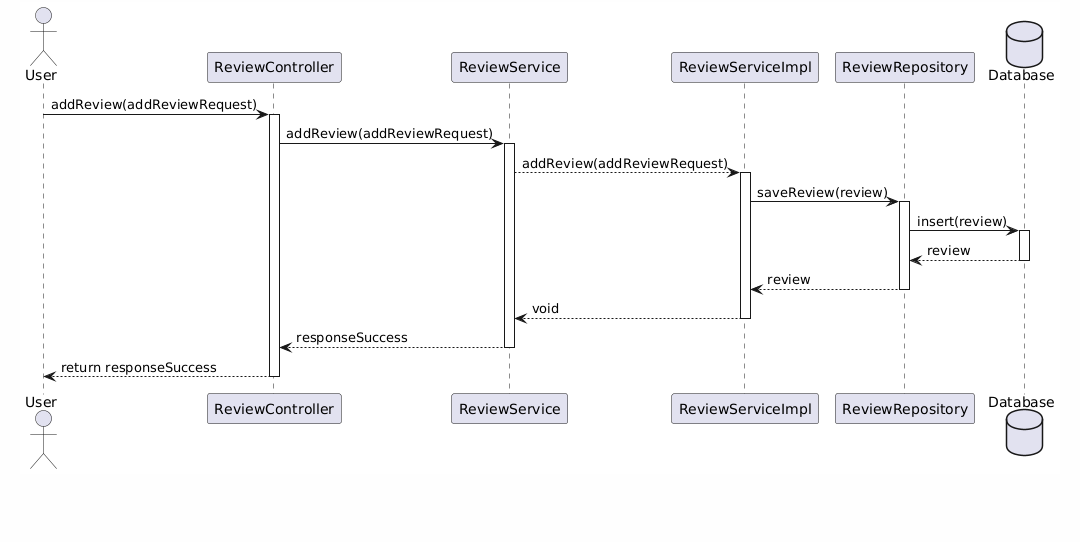 User
ReviewController
ReviewService
ReviewServiceImpl
ReviewRepository
Database
addReview(addReviewRequest)
addReview(addReviewRequest)
addReview(addReviewRequest)
saveReview(review)
insert(review)
review
review
void
responseSuccess
return responseSuccess
User
ReviewController
ReviewService
ReviewServiceImpl
ReviewRepository
Database